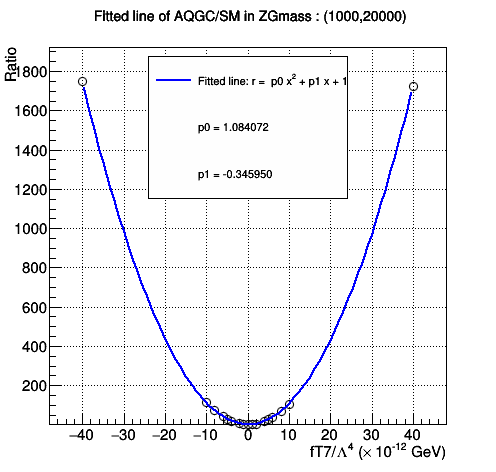 FItted line of AQGC/SM in ZGmass : (1000,20000)
Ratio
Fitted line: r = p0 x² + p1 x + 1
p0 = 1.084072
p1 = -0.345950
1800
1600
1400
1200
1000
800
600
400
200
−40 −30 −20 −10 0 10 20 30 40
fT7/Λ⁴ (× 10⁻¹² GeV)